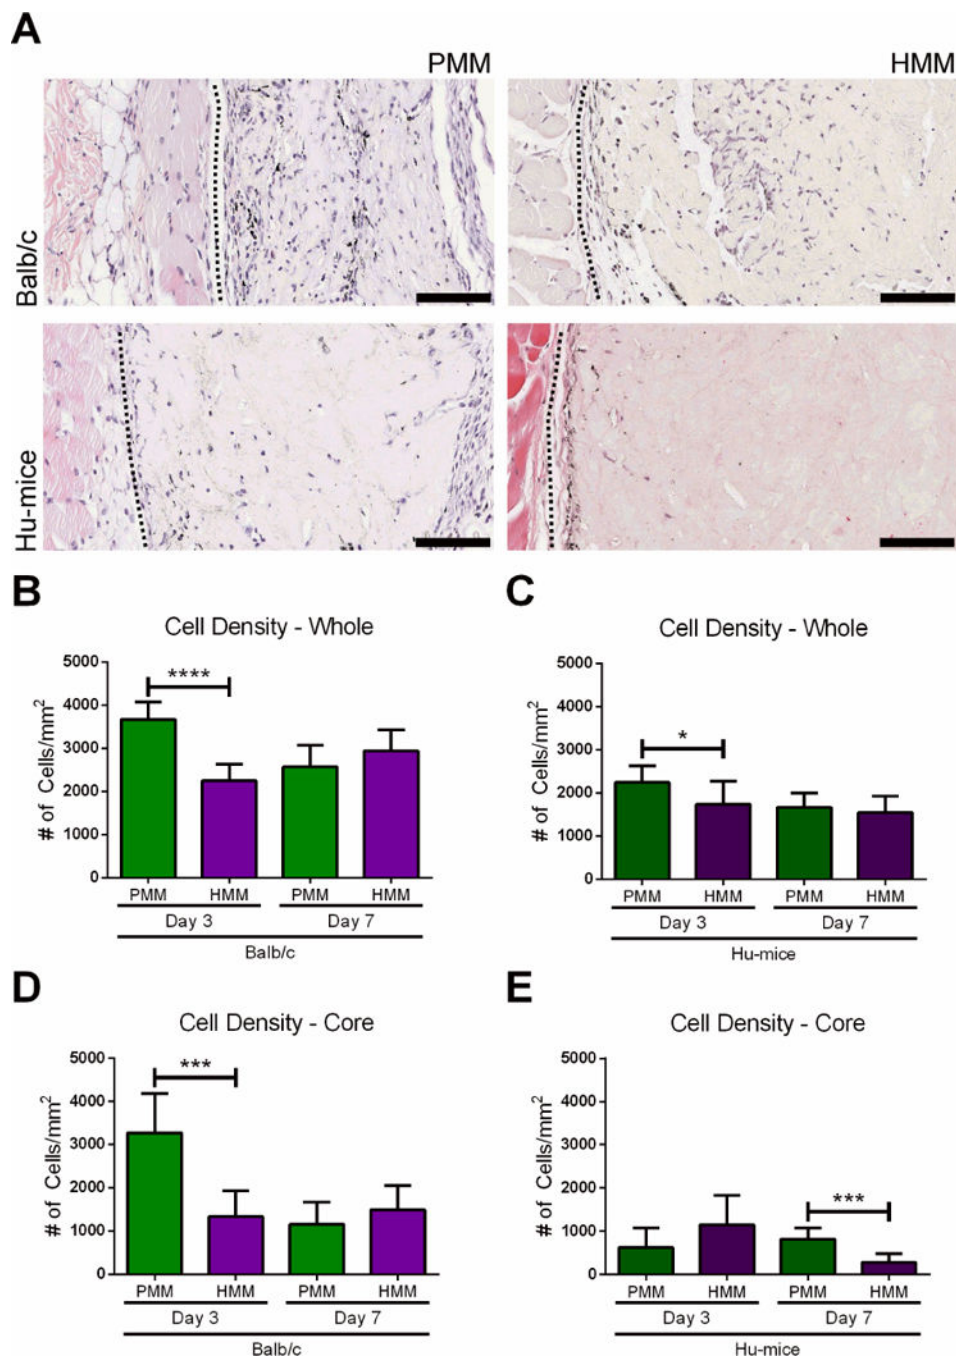 A
PMM HMM
Balb/c
Hu-mice
B
Cell Density - Whole
# of Cells/mm²
5000
4000
3000
2000
1000
0
****
PMM HMM PMM HMM
Day 3 Day 7
Balb/c
C
Cell Density - Whole
# of Cells/mm²
5000
4000
3000
2000
1000
0
*
PMM HMM PMM HMM
Day 3 Day 7
Hu-mice
D
Cell Density - Core
# of Cells/mm²
5000
4000
3000
2000
1000
0
***
PMM HMM PMM HMM
Day 3 Day 7
Balb/c
E
Cell Density - Core
# of Cells/mm²
5000
4000
3000
2000
1000
0
***
PMM HMM PMM HMM
Day 3 Day 7
Hu-mice